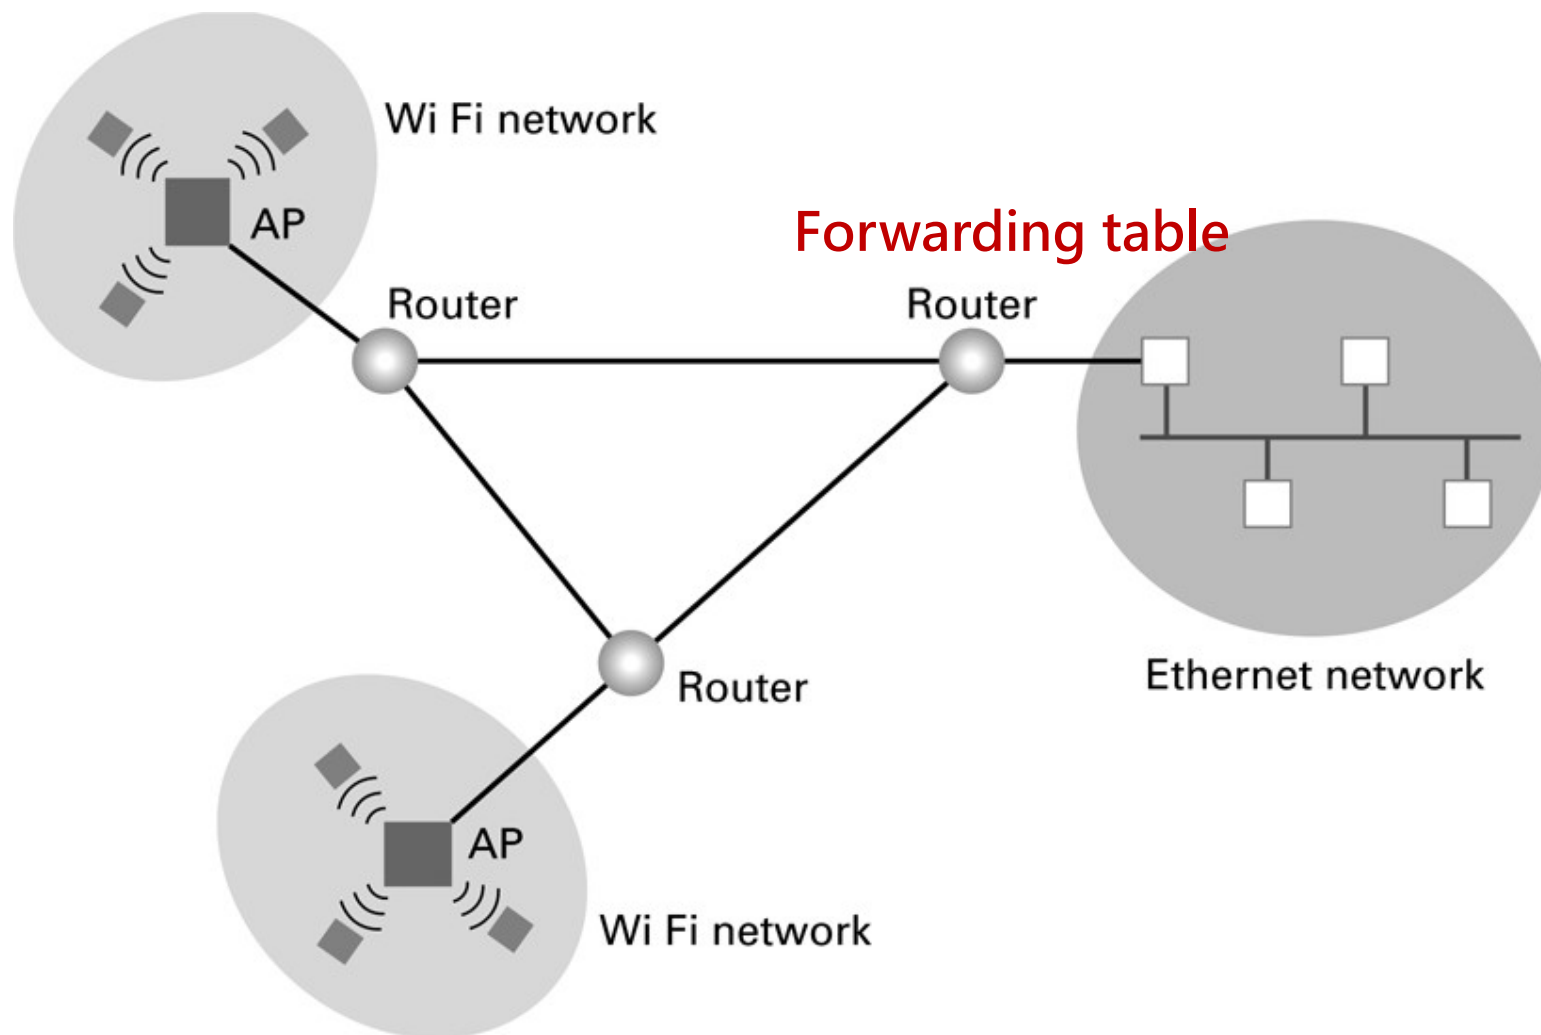 Wi Fi network
AP
Forwarding table
Router
Router
Router
Ethernet network
AP
Wi Fi network